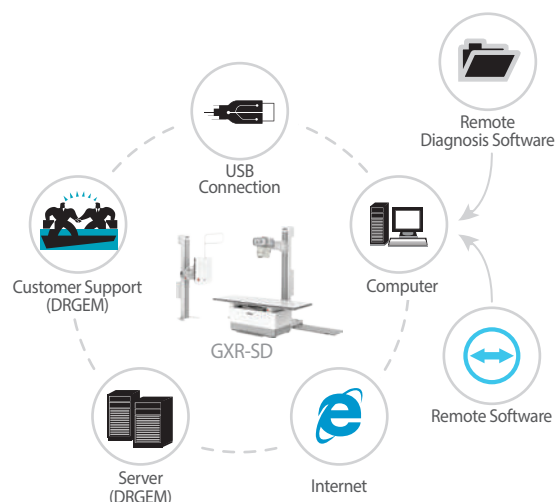 Remote
Diagnosis Software
USB
Connection
Customer Support
(DRGEM)
Computer
GXR-SD
Remote Software
Server
(DRGEM)
Internet